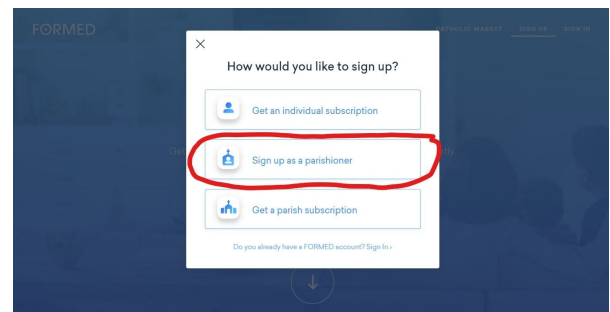 FORMED
CATHOLIC MARKET SIGN UP SIGN IN
How would you like to sign up?
Get an individual subscription
Get
Sign up as a parishioner
Get a parish subscription
Do you already have a FORMED account? Sign In ›